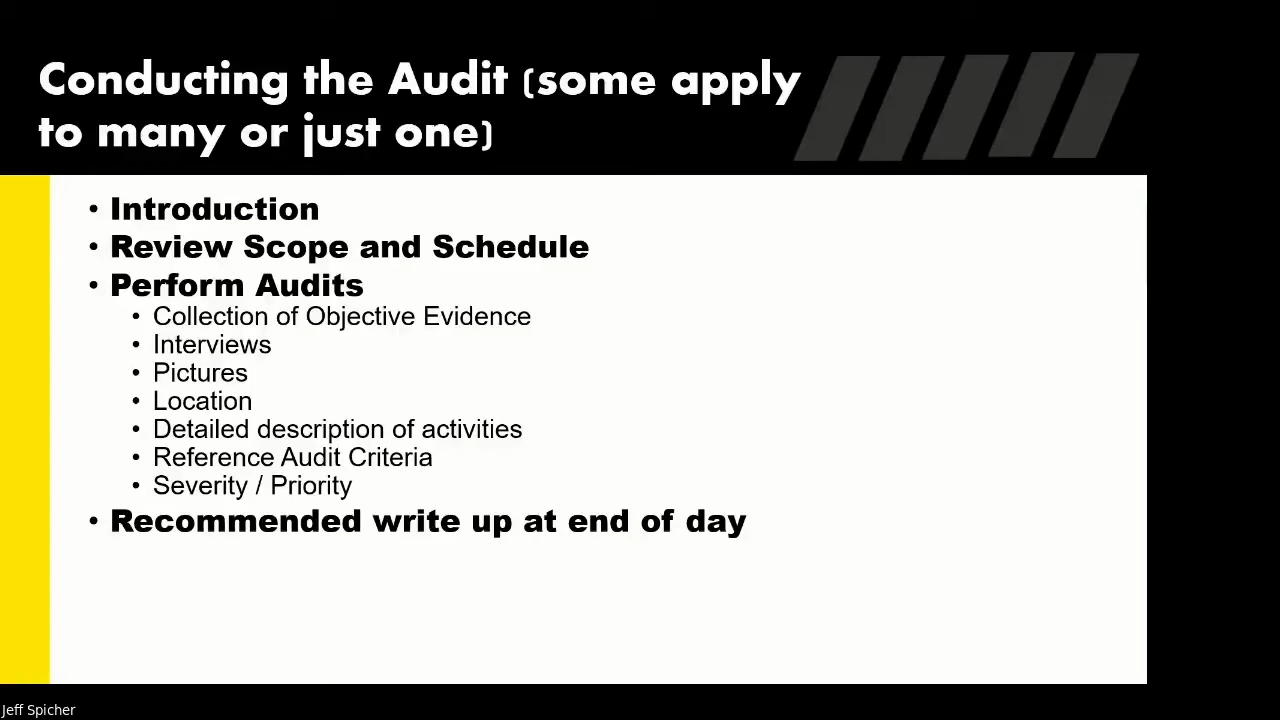 Conducting the Audit (some apply
to many or just one)
• Introduction
• Review Scope and Schedule
• Perform Audits
• Collection of Objective Evidence
• Interviews
• Pictures
• Location
• Detailed description of activities
• Reference Audit Criteria
• Severity / Priority
• Recommended write up at end of day
Jeff Spicher